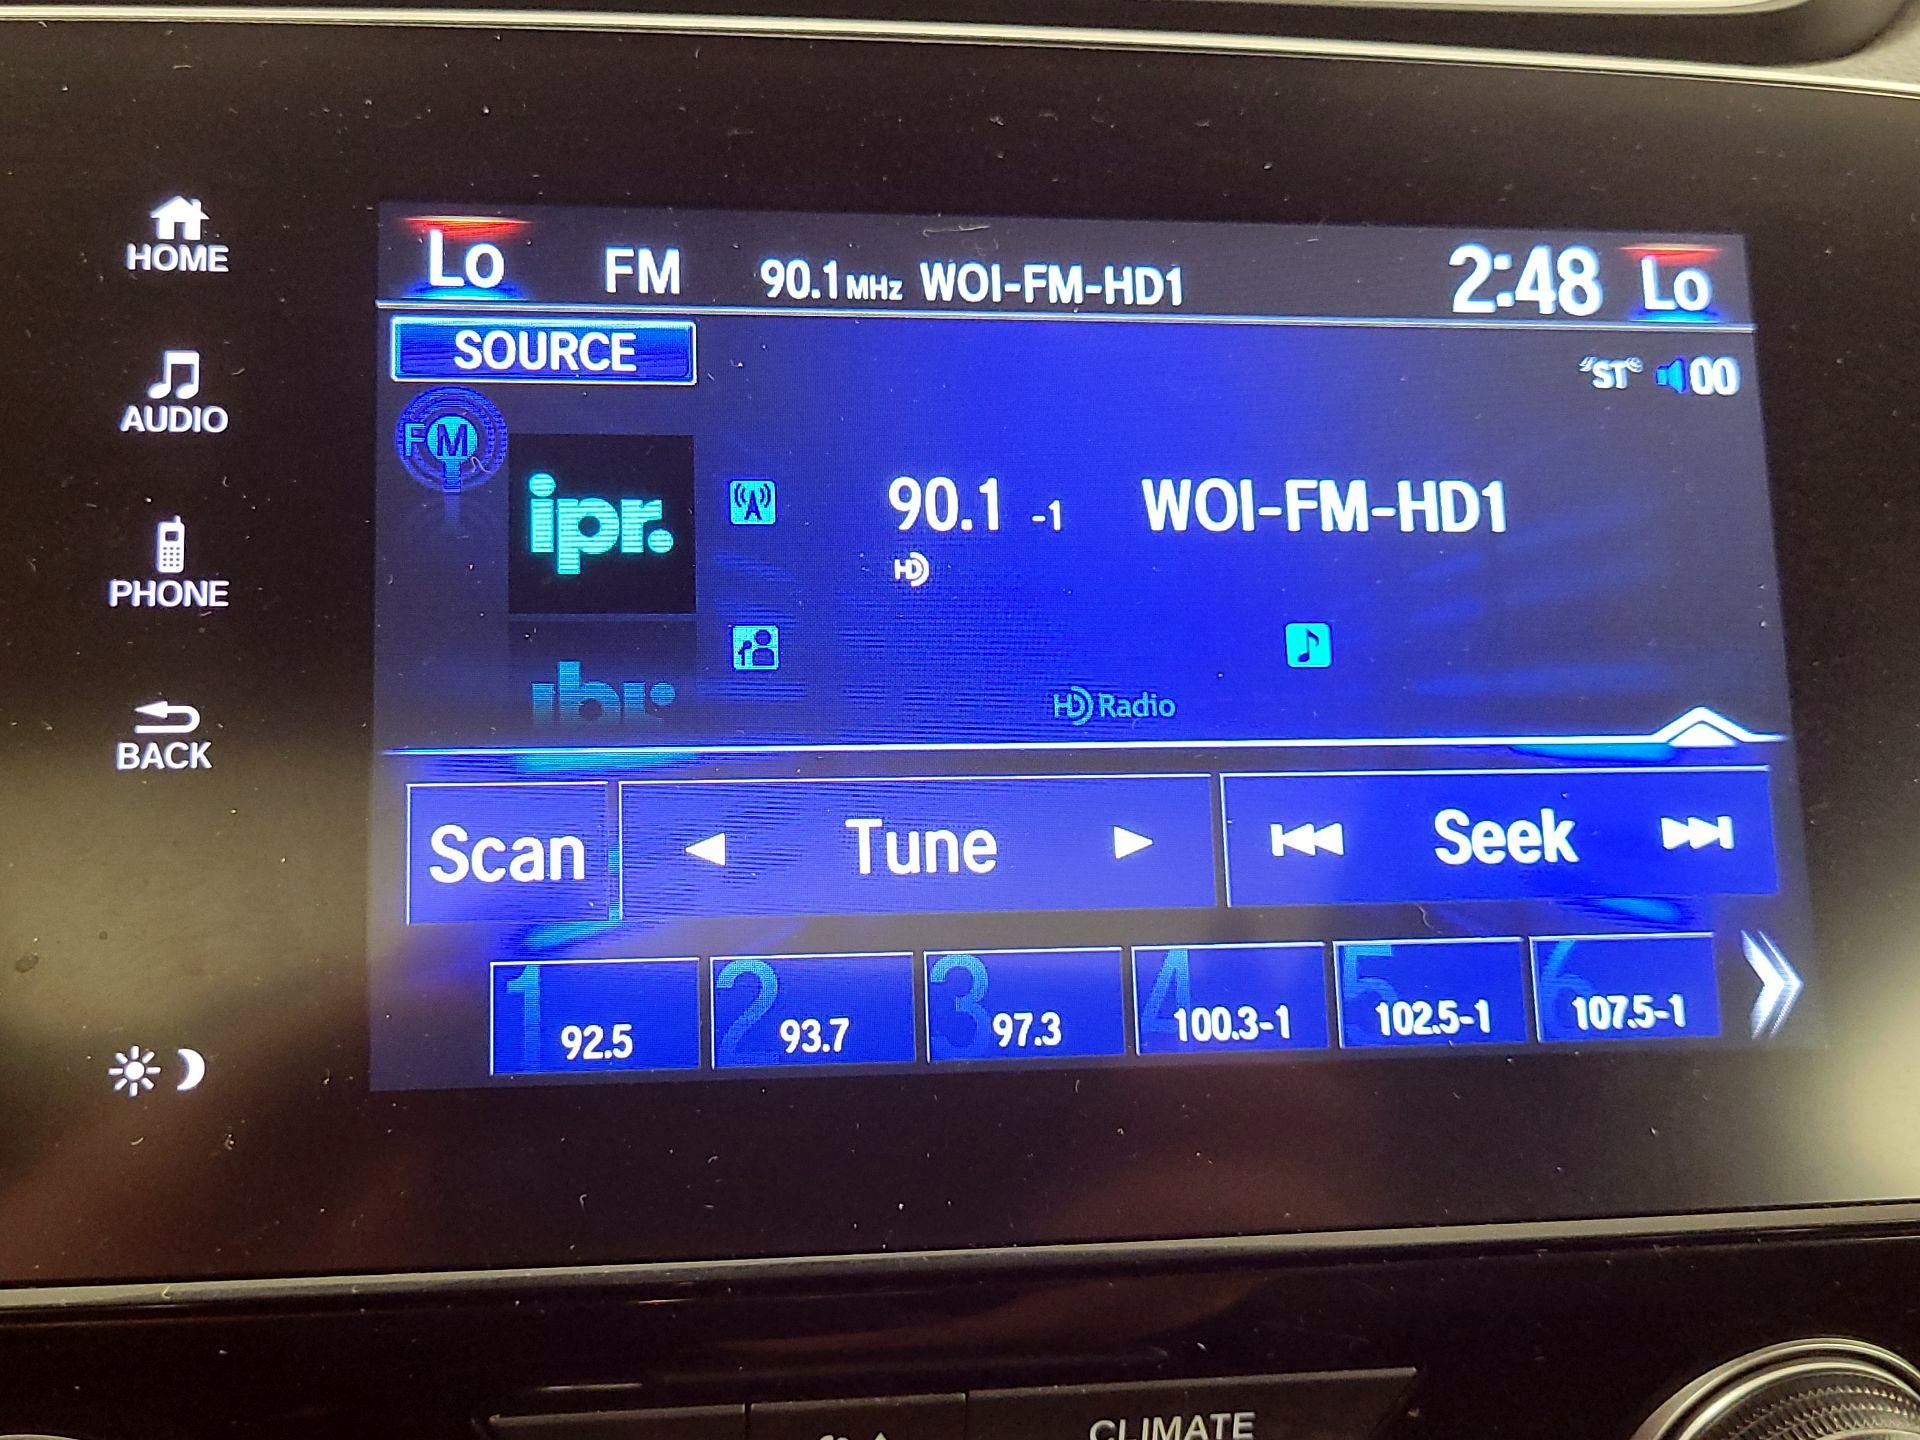 HOME
AUDIO
PHONE
BACK
Lo FM 90.1MHz WOI-FM-HD1 2:48 Lo
SOURCE
"ST" 00
FM
ipr.
90.1 -1 WOI-FM-HD1
HD
HD Radio
Scan Tune Seek
1 92.5
2 93.7
3 97.3
4 100.3-1
5 102.5-1
6 107.5-1
CLIMATE